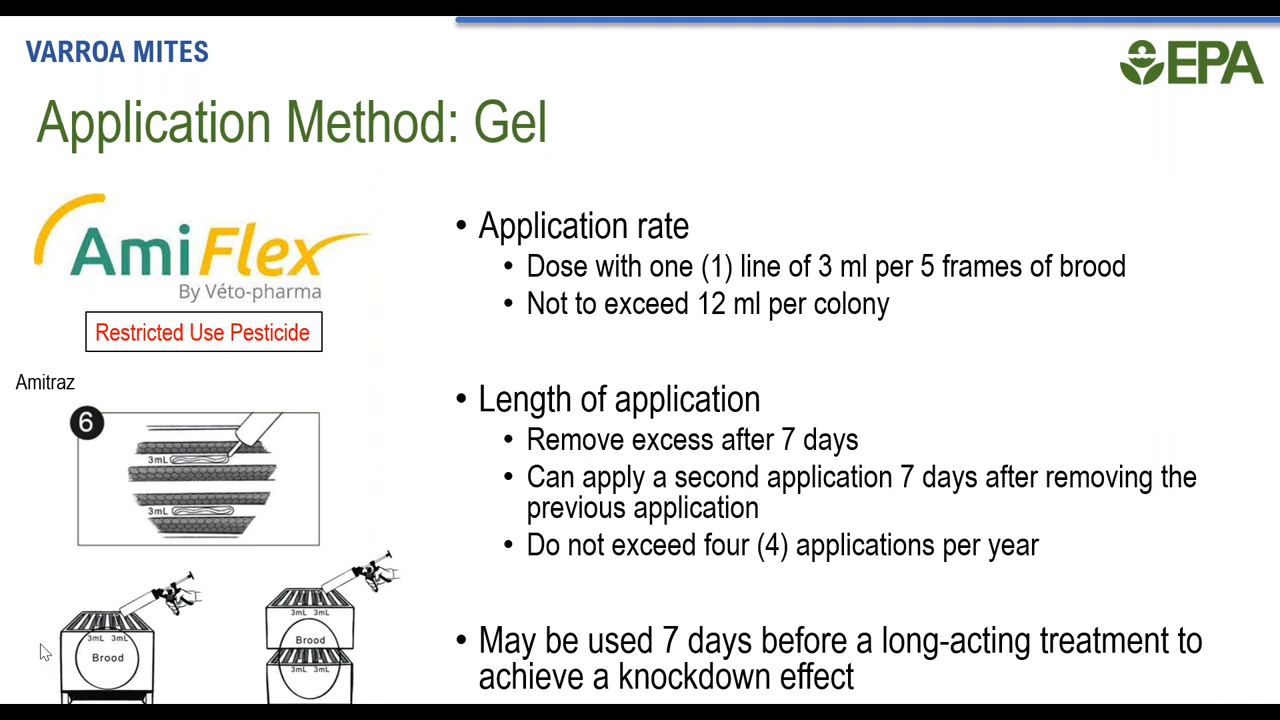 VARROA MITES
EPA
Application Method: Gel
AmiFlex
By Véto-pharma
Restricted Use Pesticide
Amitraz
6
3mL
3mL
3mL 3mL
Brood
3mL 3mL
Brood
3mL 3mL
• Application rate
• Dose with one (1) line of 3 ml per 5 frames of brood
• Not to exceed 12 ml per colony
• Length of application
• Remove excess after 7 days
• Can apply a second application 7 days after removing the
previous application
• Do not exceed four (4) applications per year
• May be used 7 days before a long-acting treatment to
achieve a knockdown effect